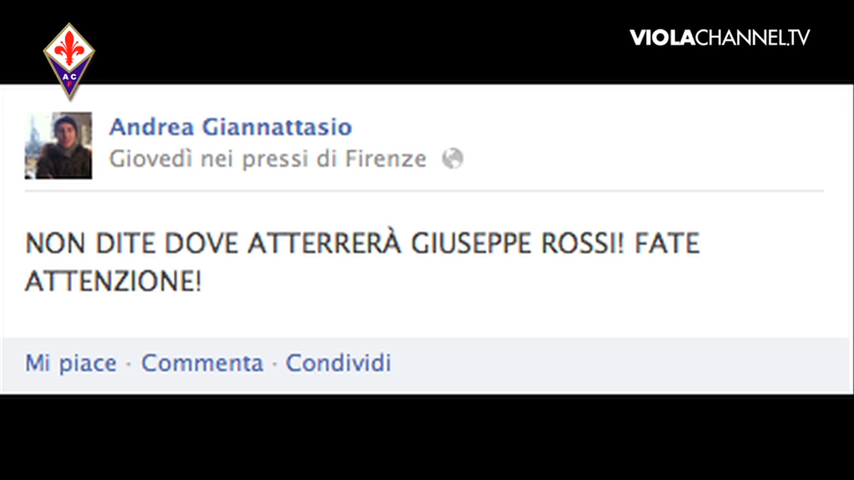 VIOLACHANNEL.TV
AC
F
Andrea Giannattasio
Giovedì nei pressi di Firenze
NON DITE DOVE ATTERRERÀ GIUSEPPE ROSSI! FATE
ATTENZIONE!
Mi piace · Commenta · Condividi